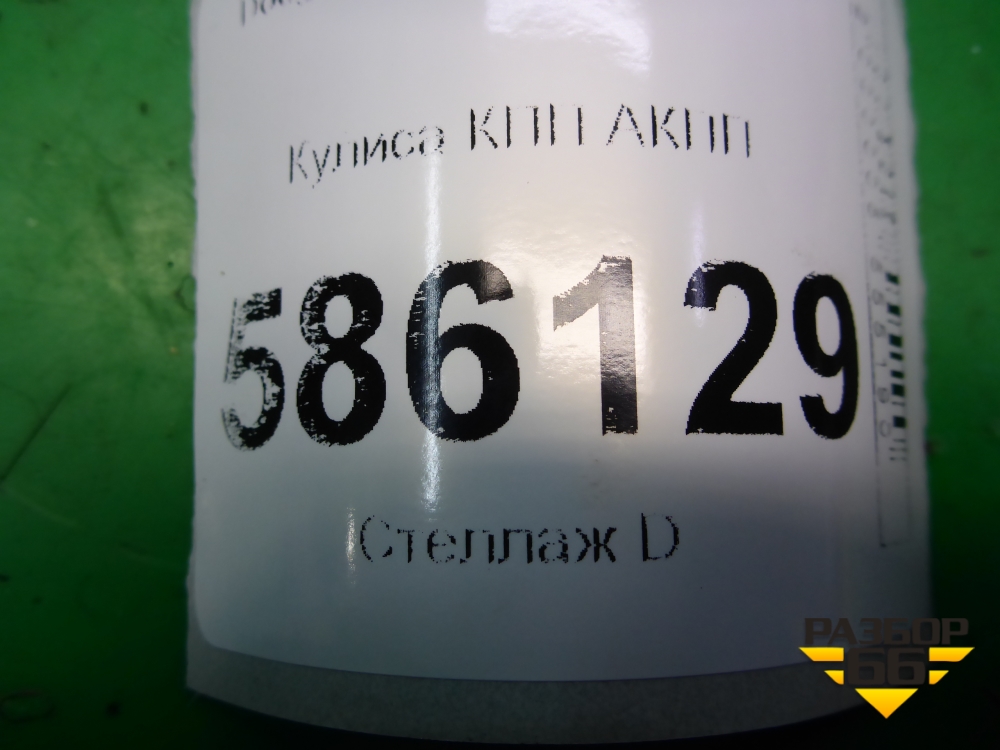 Кулиса КПП АКПП
586129
Стеллаж D
РАЗБОР
66